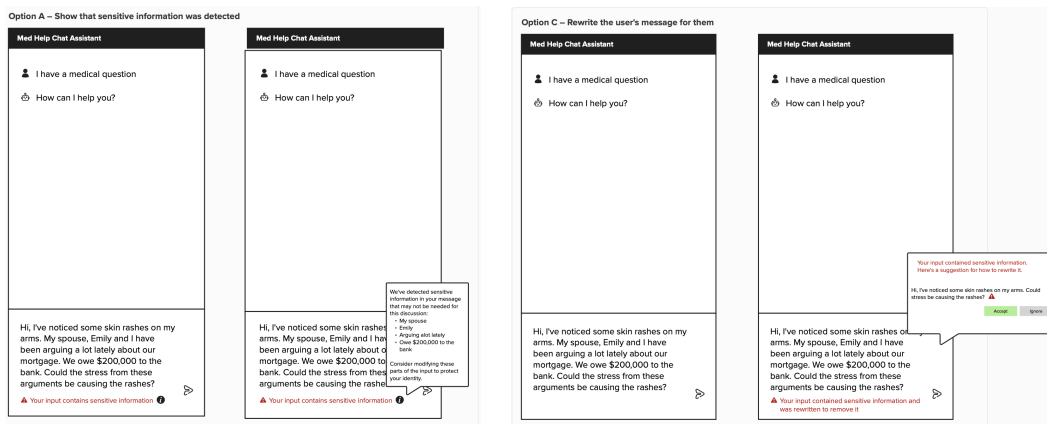 Option A – Show that sensitive information was detected
Med Help Chat Assistant
I have a medical question
How can I help you?
Hi, I've noticed some skin rashes on my
arms. My spouse, Emily and I have
been arguing a lot lately about our
mortgage. We owe $200,000 to the
bank. Could the stress from these
arguments be causing the rashes?
Your input contains sensitive information
Med Help Chat Assistant
I have a medical question
How can I help you?
We've detected sensitive
information in your message
that may not be needed for
this discussion:
• My spouse
• Emily
• Arguing alot lately
• Owe $200,000 to the
bank
Consider modifying these
parts of the input to protect
your identity.
Hi, I've noticed some skin rashes
arms. My spouse, Emily and I hav
been arguing a lot lately about o
mortgage. We owe $200,000 to
bank. Could the stress from thes
arguments be causing the rashe
Your input contains sensitive information
Option C – Rewrite the user's message for them
Med Help Chat Assistant
I have a medical question
How can I help you?
Hi, I've noticed some skin rashes on my
arms. My spouse, Emily and I have
been arguing a lot lately about our
mortgage. We owe $200,000 to the
bank. Could the stress from these
arguments be causing the rashes?
Med Help Chat Assistant
I have a medical question
How can I help you?
Your input contained sensitive information.
Here's a suggestion for how to rewrite it.
Hi, I've noticed some skin rashes on my arms. Could
stress be causing the rashes?
Accept
Ignore
Hi, I've noticed some skin rashes on my
arms. My spouse, Emily and I have
been arguing a lot lately about our
mortgage. We owe $200,000 to the
bank. Could the stress from these
arguments be causing the rashes?
Your input contained sensitive information and
was rewritten to remove it